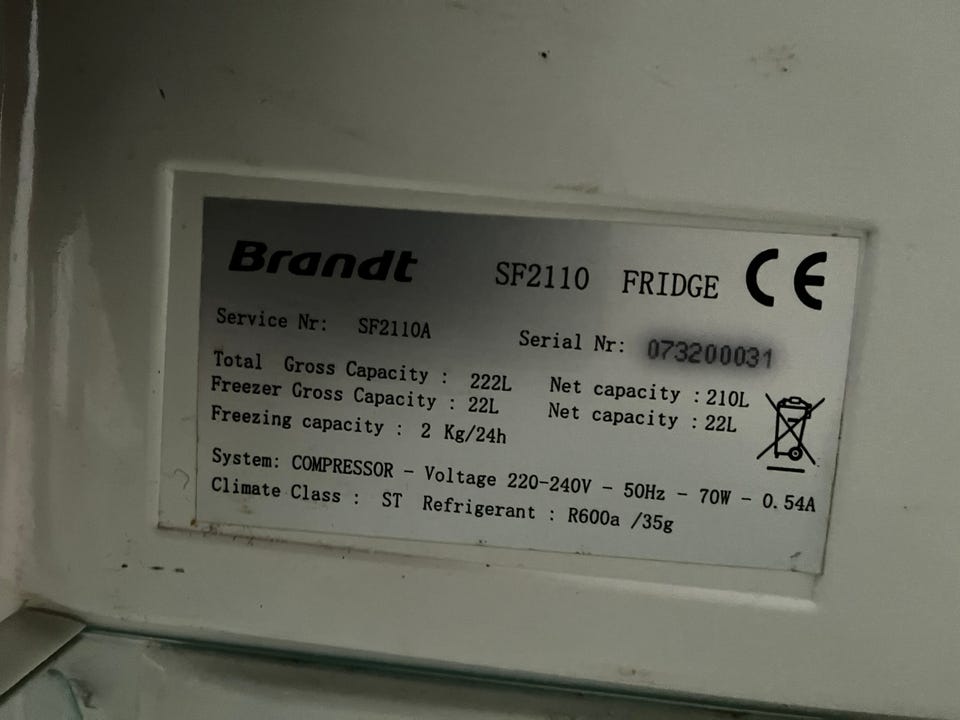 Brandt SF2110 FRIDGE CE
Service Nr: SF2110A Serial Nr: 073200031
Total Gross Capacity : 222L Net capacity : 210L
Freezer Gross Capacity : 22L Net capacity : 22L
Freezing capacity : 2 Kg/24h
System: COMPRESSOR - Voltage 220-240V - 50Hz - 70W - 0.54A
Climate Class : ST Refrigerant : R600a /35g